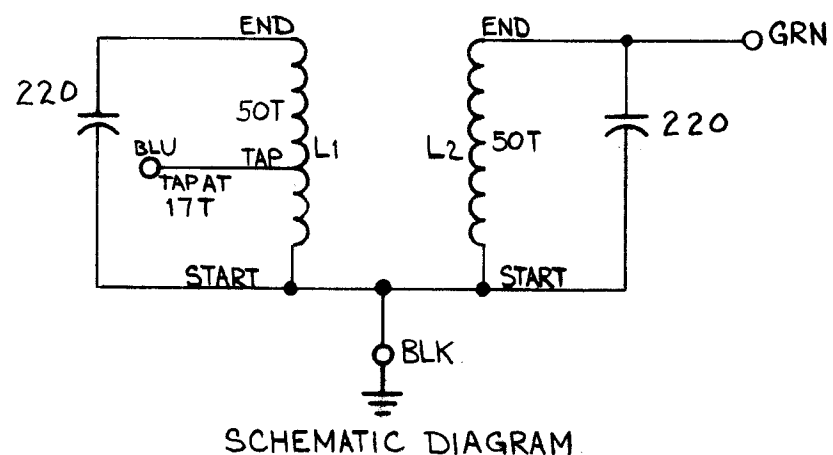 END
END
GRN
220
50T
L1
L2
50T
220
BLU
TAP
TAP AT
17T
START
START
BLK
SCHEMATIC DIAGRAM